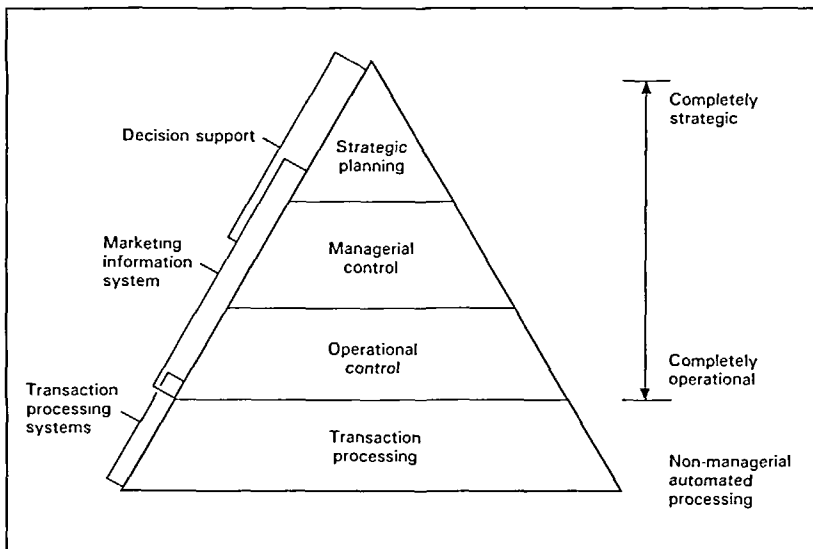 Decision support
Marketing
information
system
Transaction
processing
systems
Strategic
planning
Managerial
control
Operational
control
Transaction
processing
Completely
strategic
Completely
operational
Non-managerial
automated
processing